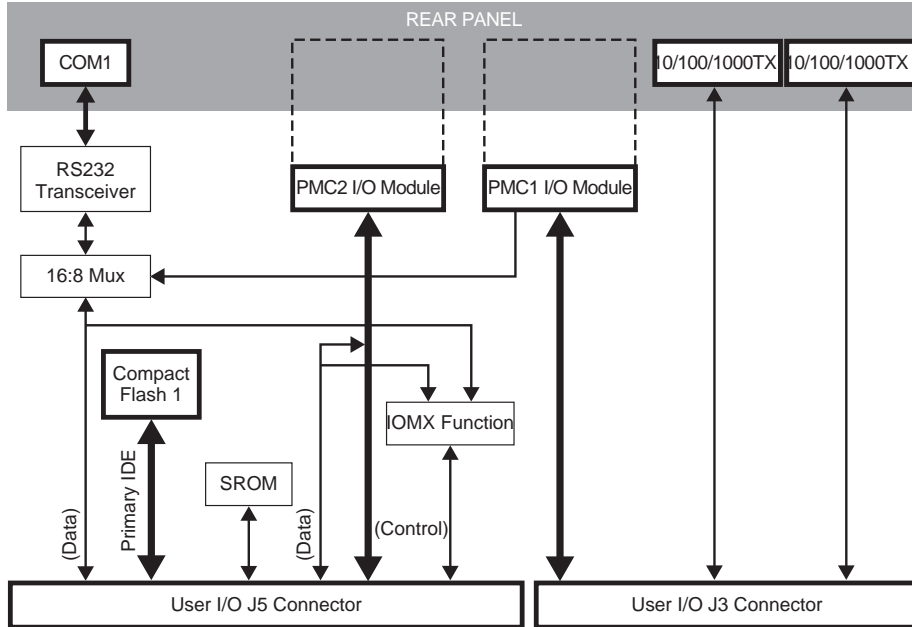 REAR PANEL
COM1
10/100/1000TX
10/100/1000TX
RS232
Transceiver
PMC2 I/O Module
PMC1 I/O Module
16:8 Mux
Compact
Flash 1
IOMX Function
SROM
(Data)
Primary IDE
(Data)
(Control)
User I/O J5 Connector
User I/O J3 Connector